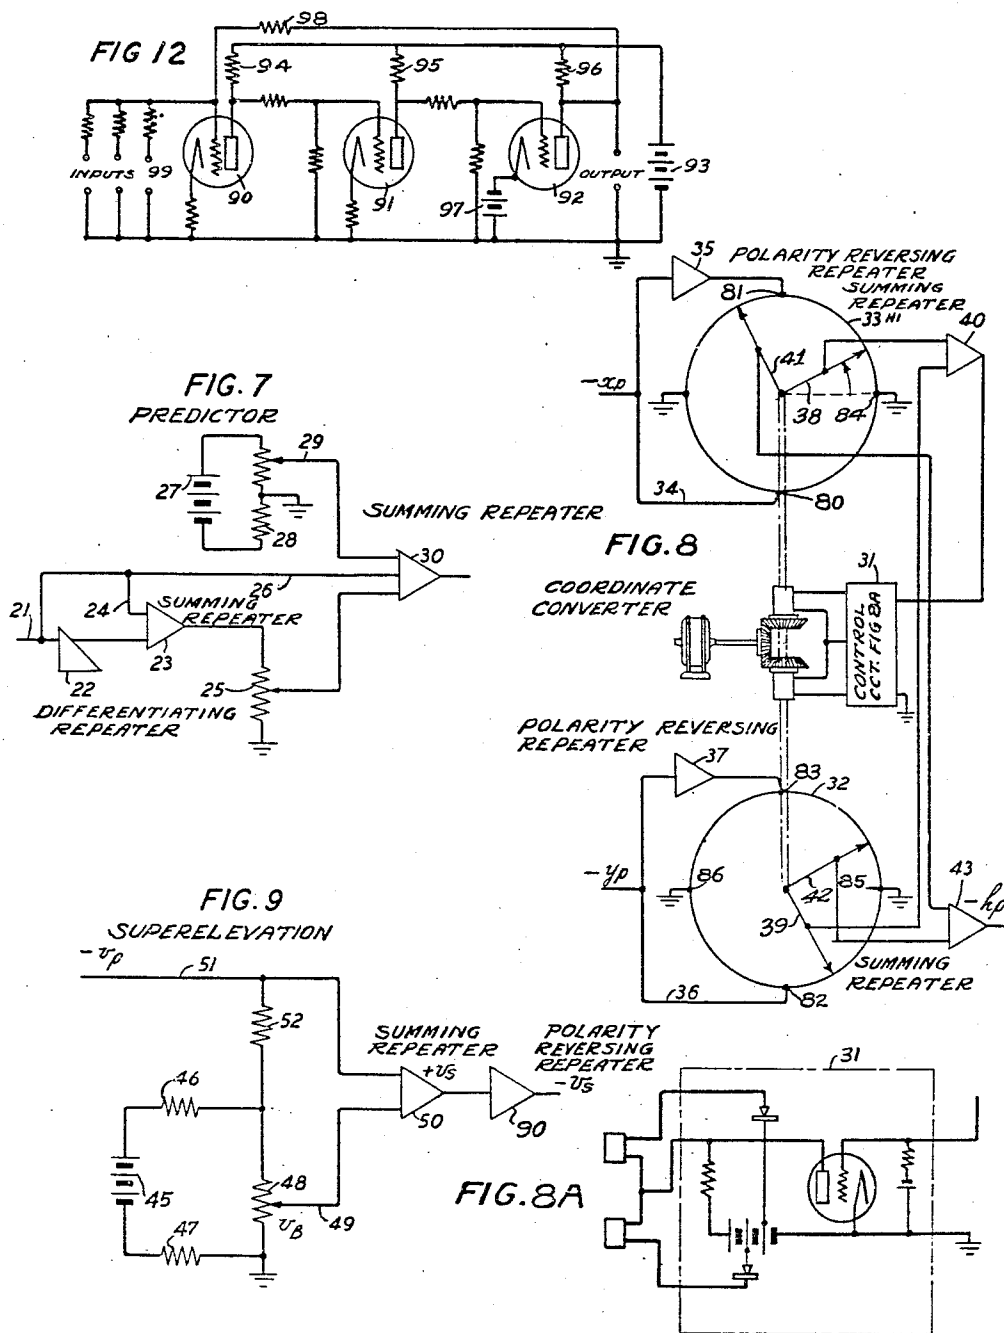 FIG 12
98
94
95
96
INPUTS
99
90
91
97
92
OUTPUT
93
35
POLARITY REVERSING
REPEATER
SUMMING
REPEATER
81
33
40
41
38
84
-xp
34
80
FIG. 7
PREDICTOR
29
27
28
SUMMING REPEATER
30
26
21
24
SUMMING
REPEATER
23
22
25
DIFFERENTIATING
REPEATER
FIG. 8
COORDINATE
CONVERTER
31
CONTROL
CCT. FIG 8A
POLARITY REVERSING
REPEATER
37
83
32
-yp
86
42
85
43
-hp
39
SUMMING
REPEATER
36
82
FIG. 9
SUPERELEVATION
-vp
51
52
SUMMING
REPEATER
+vs
50
POLARITY
REVERSING
REPEATER
-vs
90
46
45
48
49
vB
47
FIG. 8A
31